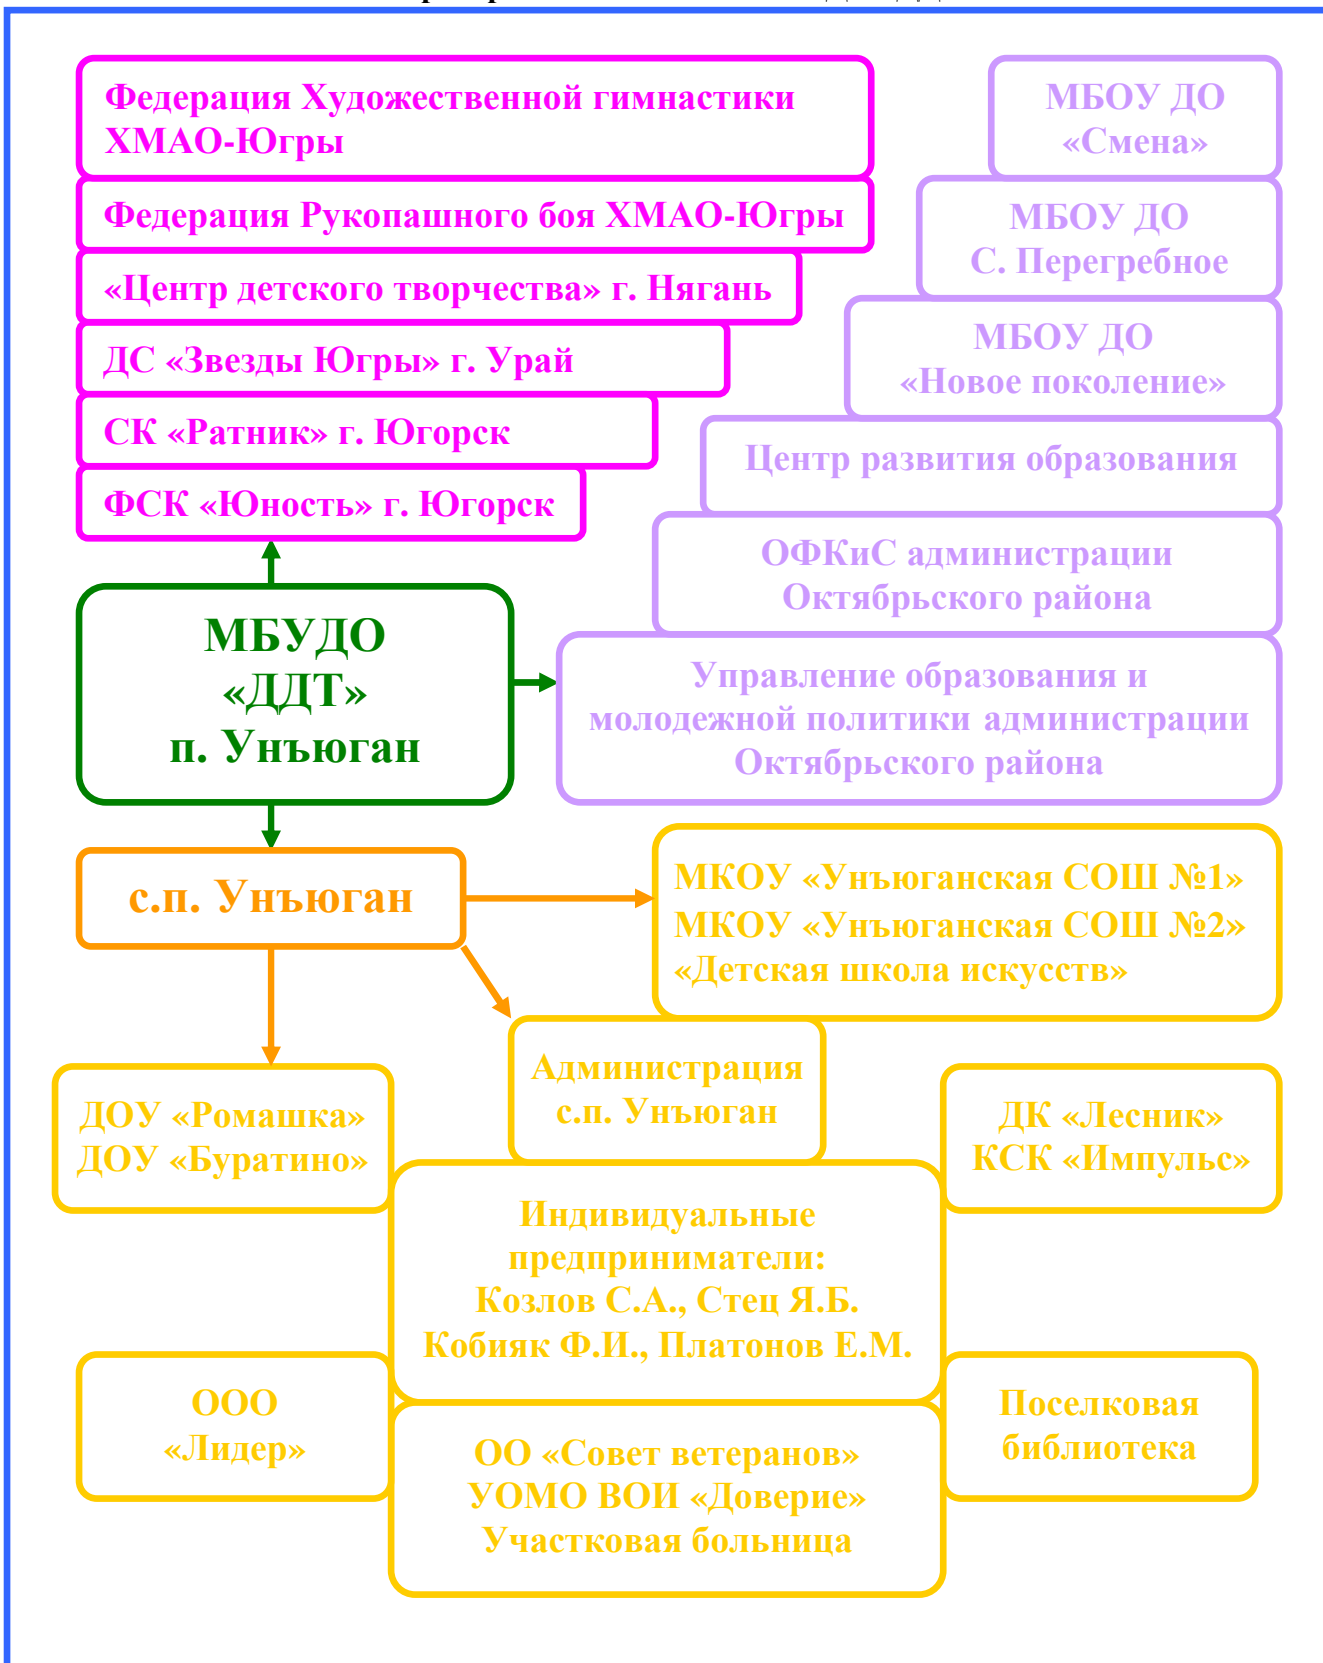 Федерация Художественной гимнастики
ХМАО-Югры
Федерация Рукопашного боя ХМАО-Югры
«Центр детского творчества» г. Нягань
ДС «Звезды Югры» г. Урай
СК «Ратник» г. Югорск
ФСК «Юность» г. Югорск
МБОУ ДО
«Смена»
МБОУ ДО
С. Перегребное
МБОУ ДО
«Новое поколение»
Центр развития образования
ОФКиС администрации
Октябрьского района
Управление образования и
молодежной политики администрации
Октябрьского района
МБУДО
«ДДТ»
п. Унъюган
с.п. Унъюган
МКОУ «Унъюганская СОШ №1»
МКОУ «Унъюганская СОШ №2»
«Детская школа искусств»
Администрация
с.п. Унъюган
ДОУ «Ромашка»
ДОУ «Буратино»
ДК «Лесник»
КСК «Импульс»
Индивидуальные
предприниматели:
Козлов С.А., Стец Я.Б.
Кобияк Ф.И., Платонов Е.М.
ООО
«Лидер»
Поселковая
библиотека
ОО «Совет ветеранов»
УОМО ВОИ «Доверие»
Участковая больница